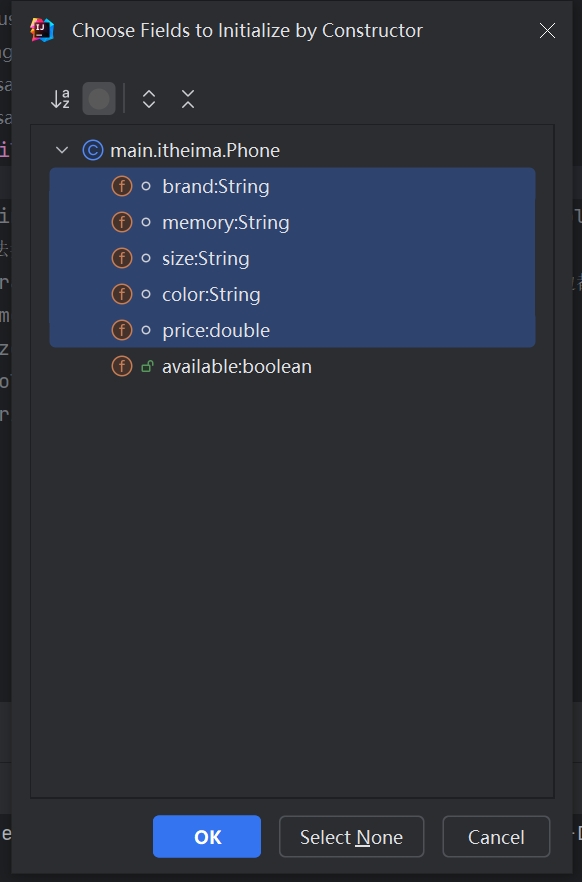 Choose Fields to Initialize by Constructor
main.itheima.Phone
brand:String
memory:String
size:String
color:String
price:double
available:boolean
OK Select None Cancel